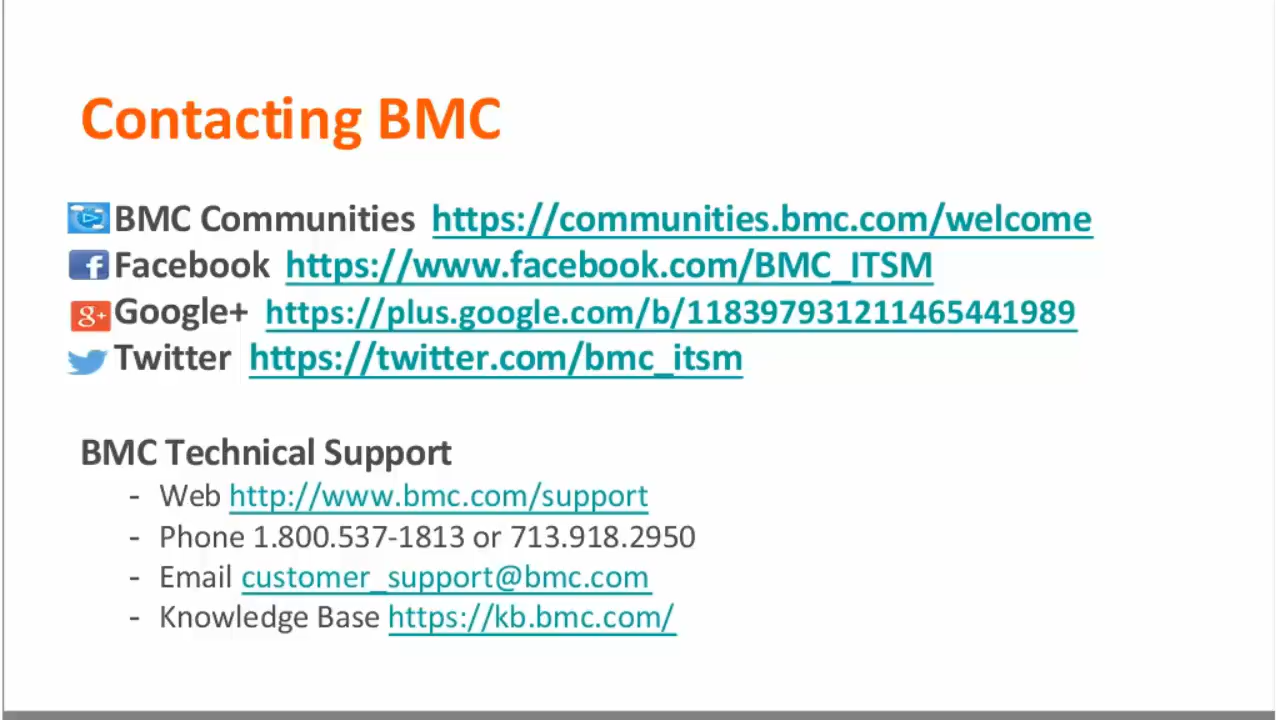 Contacting BMC
BMC Communities https://communities.bmc.com/welcome
Facebook https://www.facebook.com/BMC_ITSM
Google+ https://plus.google.com/b/118397931211465441989
Twitter https://twitter.com/bmc_itsm
BMC Technical Support
- Web http://www.bmc.com/support
- Phone 1.800.537-1813 or 713.918.2950
- Email customer_support@bmc.com
- Knowledge Base https://kb.bmc.com/